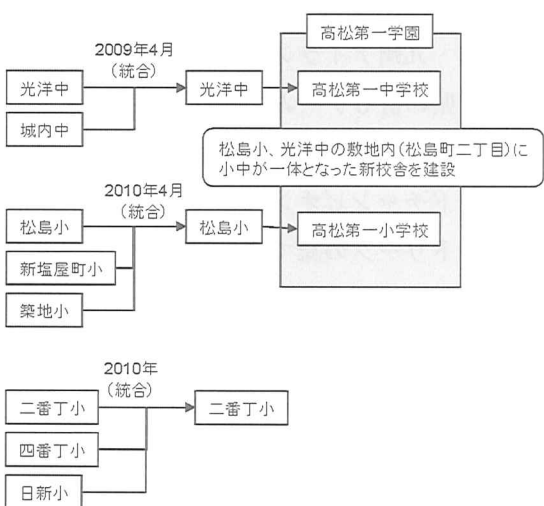 高松第一学園
2009年4月
（統合）
光洋中
光洋中
高松第一中学校
城内中
松島小、光洋中の敷地内（松島町二丁目）に
小中が一体となった新校舎を建設
2010年4月
（統合）
松島小
松島小
高松第一小学校
新塩屋町小
築地小
2010年
（統合）
二番丁小
二番丁小
四番丁小
日新小